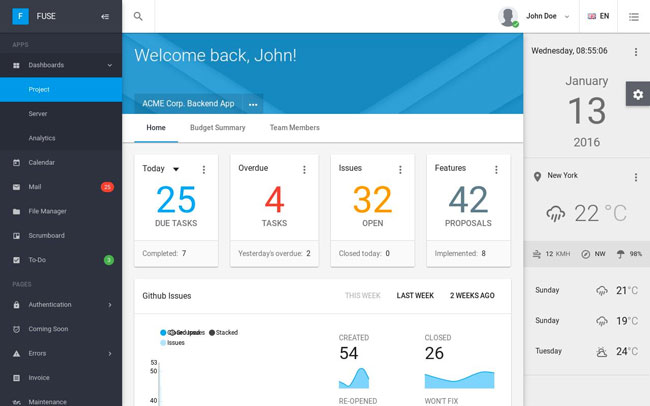 FUSE
John Doe
EN
APPS
Dashboards
Project
Server
Analytics
Calendar
Mail 25
File Manager
Scrumboard
To-Do 3
PAGES
Authentication
Coming Soon
Errors
Invoice
Maintenance
Welcome back, John!
ACME Corp. Backend App
Home Budget Summary Team Members
Today
25
DUE TASKS
Completed: 7
Overdue
4
TASKS
Yesterday's overdue: 2
Issues
32
OPEN
Closed today: 0
Features
42
PROPOSALS
Implemented: 8
Github Issues
THIS WEEK LAST WEEK 2 WEEKS AGO
Stacked
Issues
53
50
40
CREATED
54
CLOSED
26
RE-OPENED
WON'T FIX
Wednesday, 08:55:06
January
13
2016
New York
22 °C
12 KMH NW 98%
Sunday 21°C
Sunday 19°C
Tuesday 24°C